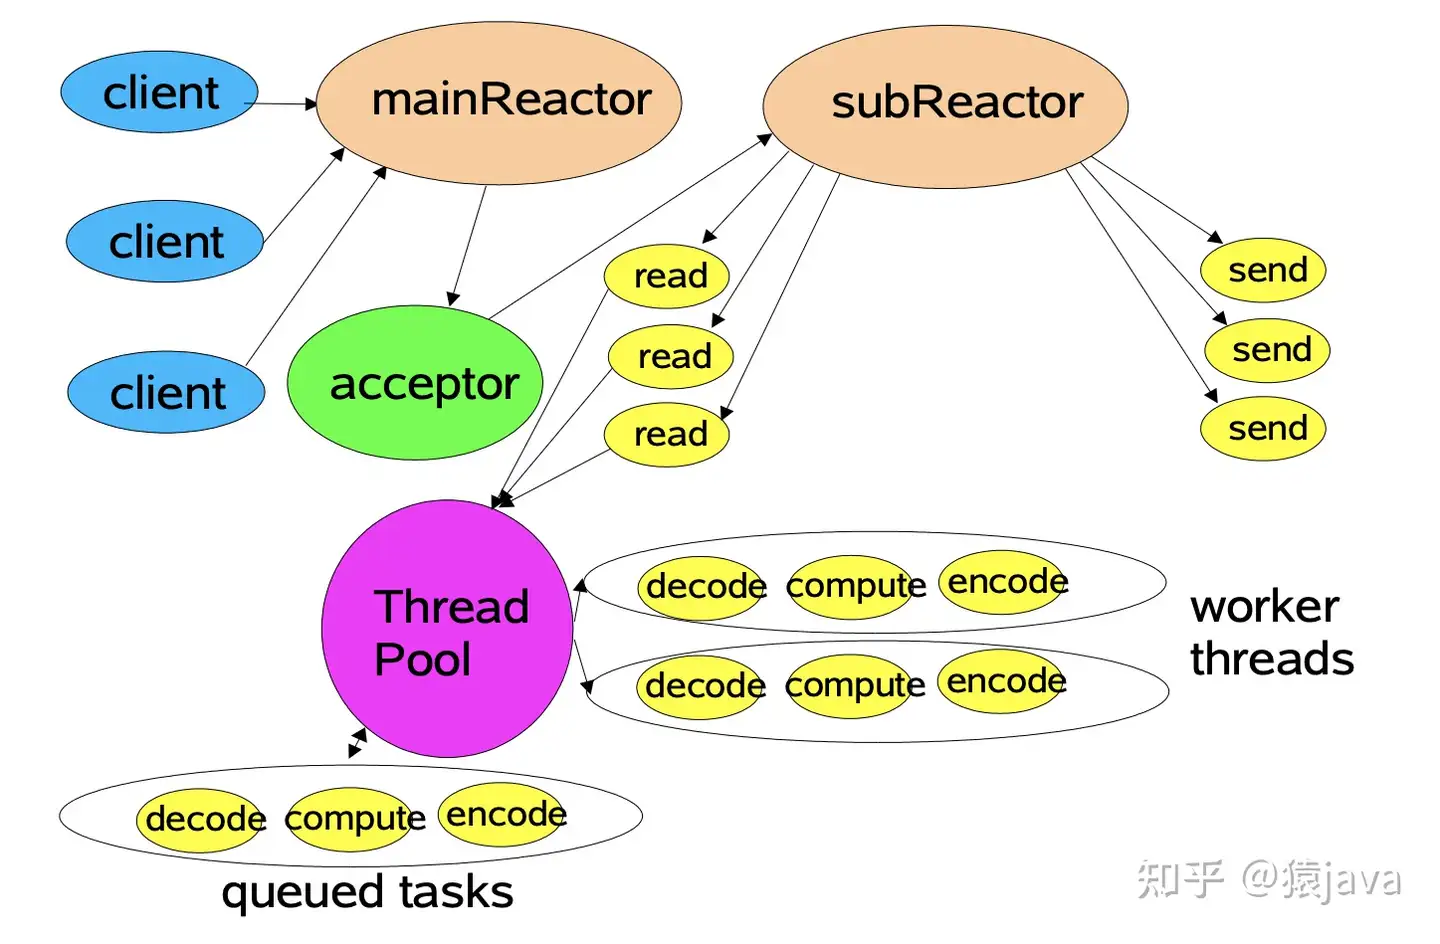 client
mainReactor
subReactor
client
client
acceptor
read
read
read
send
send
send
Thread
Pool
decode compute encode
decode compute encode
worker
threads
decode compute encode
queued tasks
知乎 @猿java